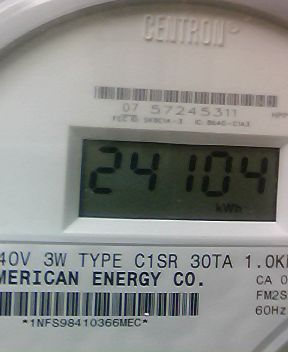 CENTRON
07 57245311
24104
kWh
40V 3W TYPE C1SR 30TA 1.0K
MERICAN ENERGY CO.
CA 0
FM2S
60Hz
*1NFS98410366MEC*